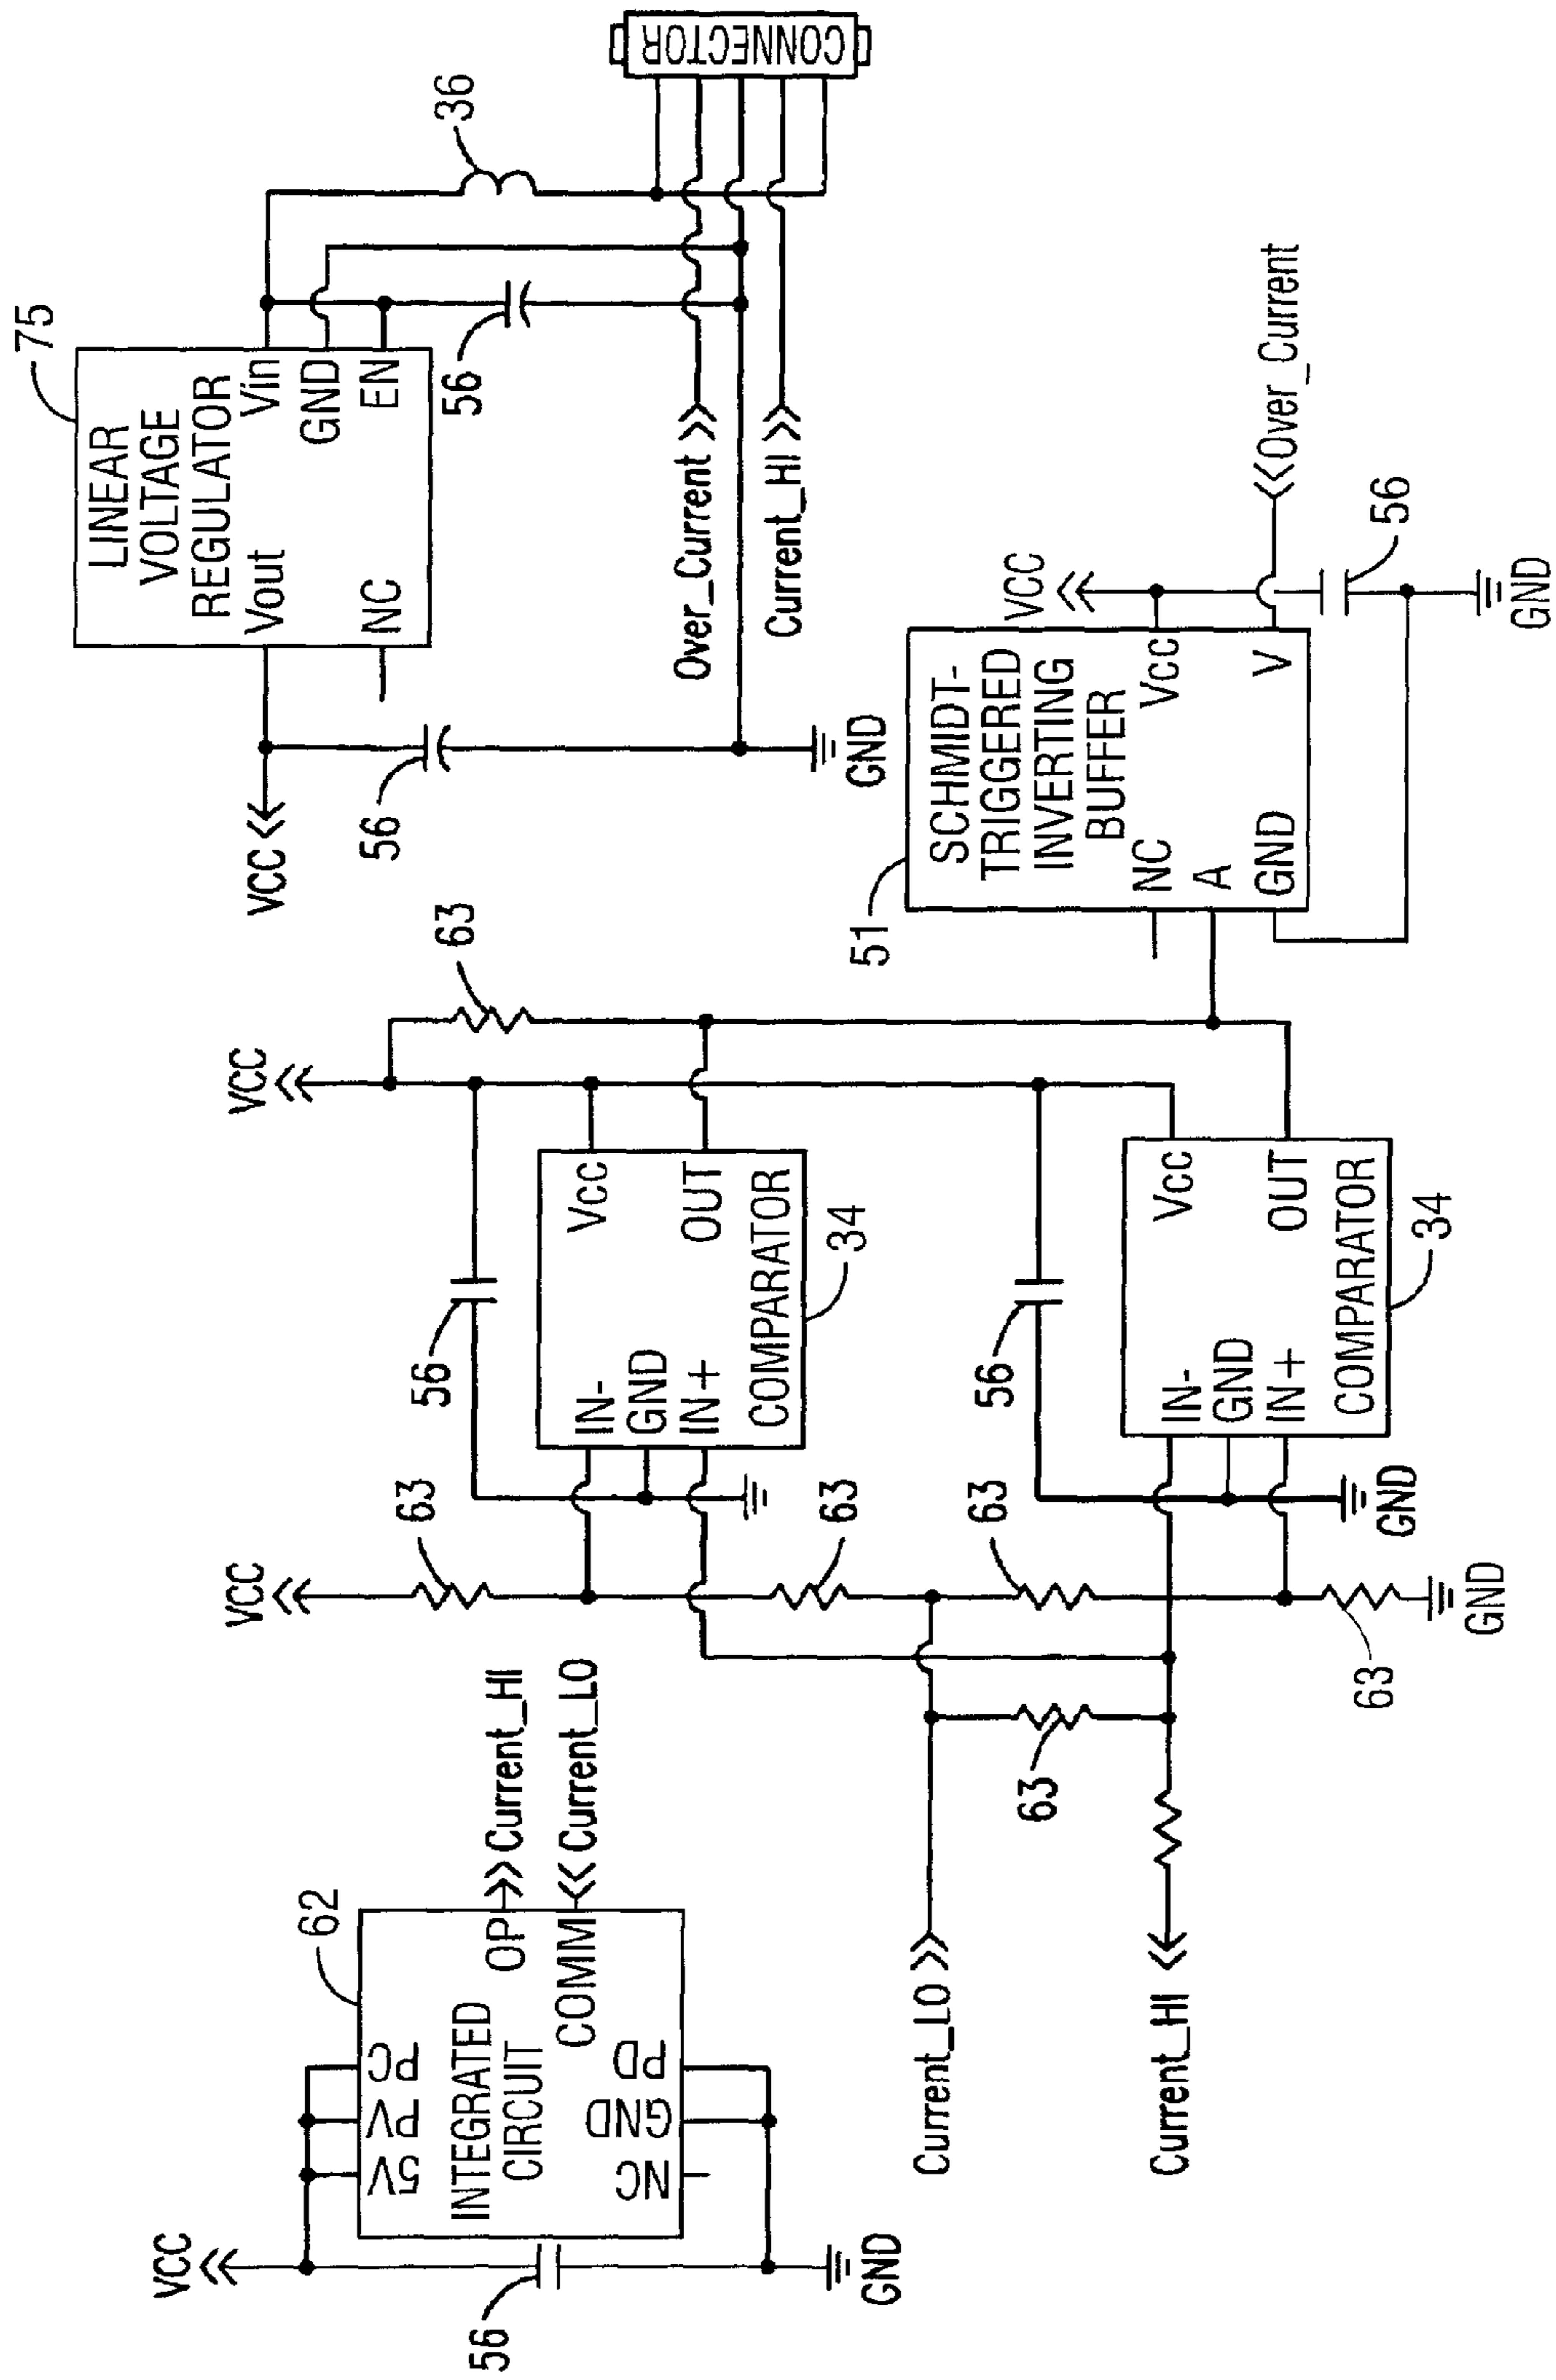 VCC
5V
PV
PC
62
INTEGRATED
CIRCUIT
OP
COMM
Current_HI
Current_LO
NC
GND
PD
56
GND
Current_LO
Current_HI
63
VCC
63
63
63
63
GND
VCC
56
IN-
GND
IN+
Vcc
OUT
COMPARATOR
34
56
IN-
GND
IN+
Vcc
OUT
COMPARATOR
34
GND
63
75
LINEAR
VOLTAGE
REGULATOR
Vout
Vin
GND
NC
EN
VCC
56
56
36
Over_Current
Current_HI
GND
CONNECTOR
51
SCHMIDT-
TRIGGERED
INVERTING
BUFFER
NC
A
GND
Vcc
V
VCC
Over_Current
56
GND